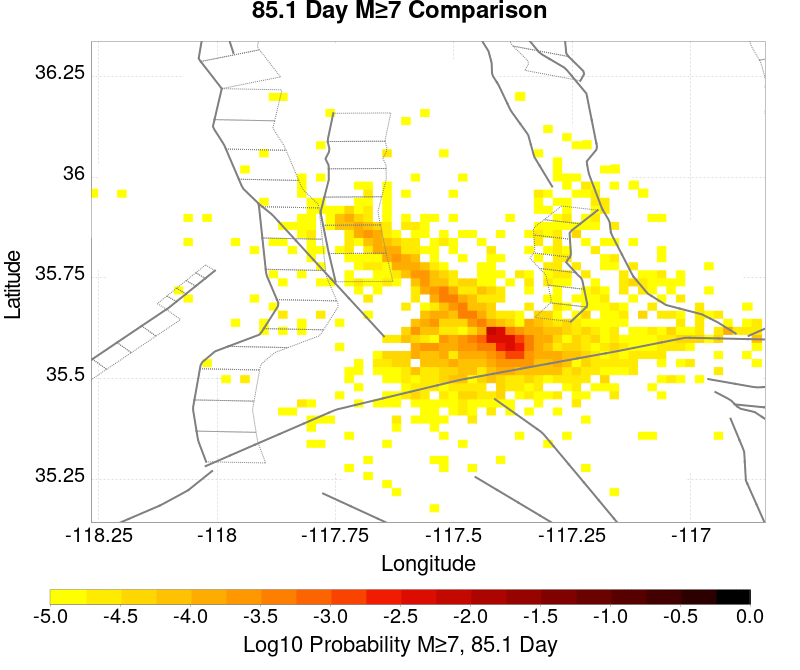 85.1 Day M≥7 Comparison
36.25
36
35.75
35.5
35.25
Latitude
-118.25 -118 -117.75 -117.5 -117.25 -117
Longitude
-5.0 -4.5 -4.0 -3.5 -3.0 -2.5 -2.0 -1.5 -1.0 -0.5 0.0
Log10 Probability M≥7, 85.1 Day